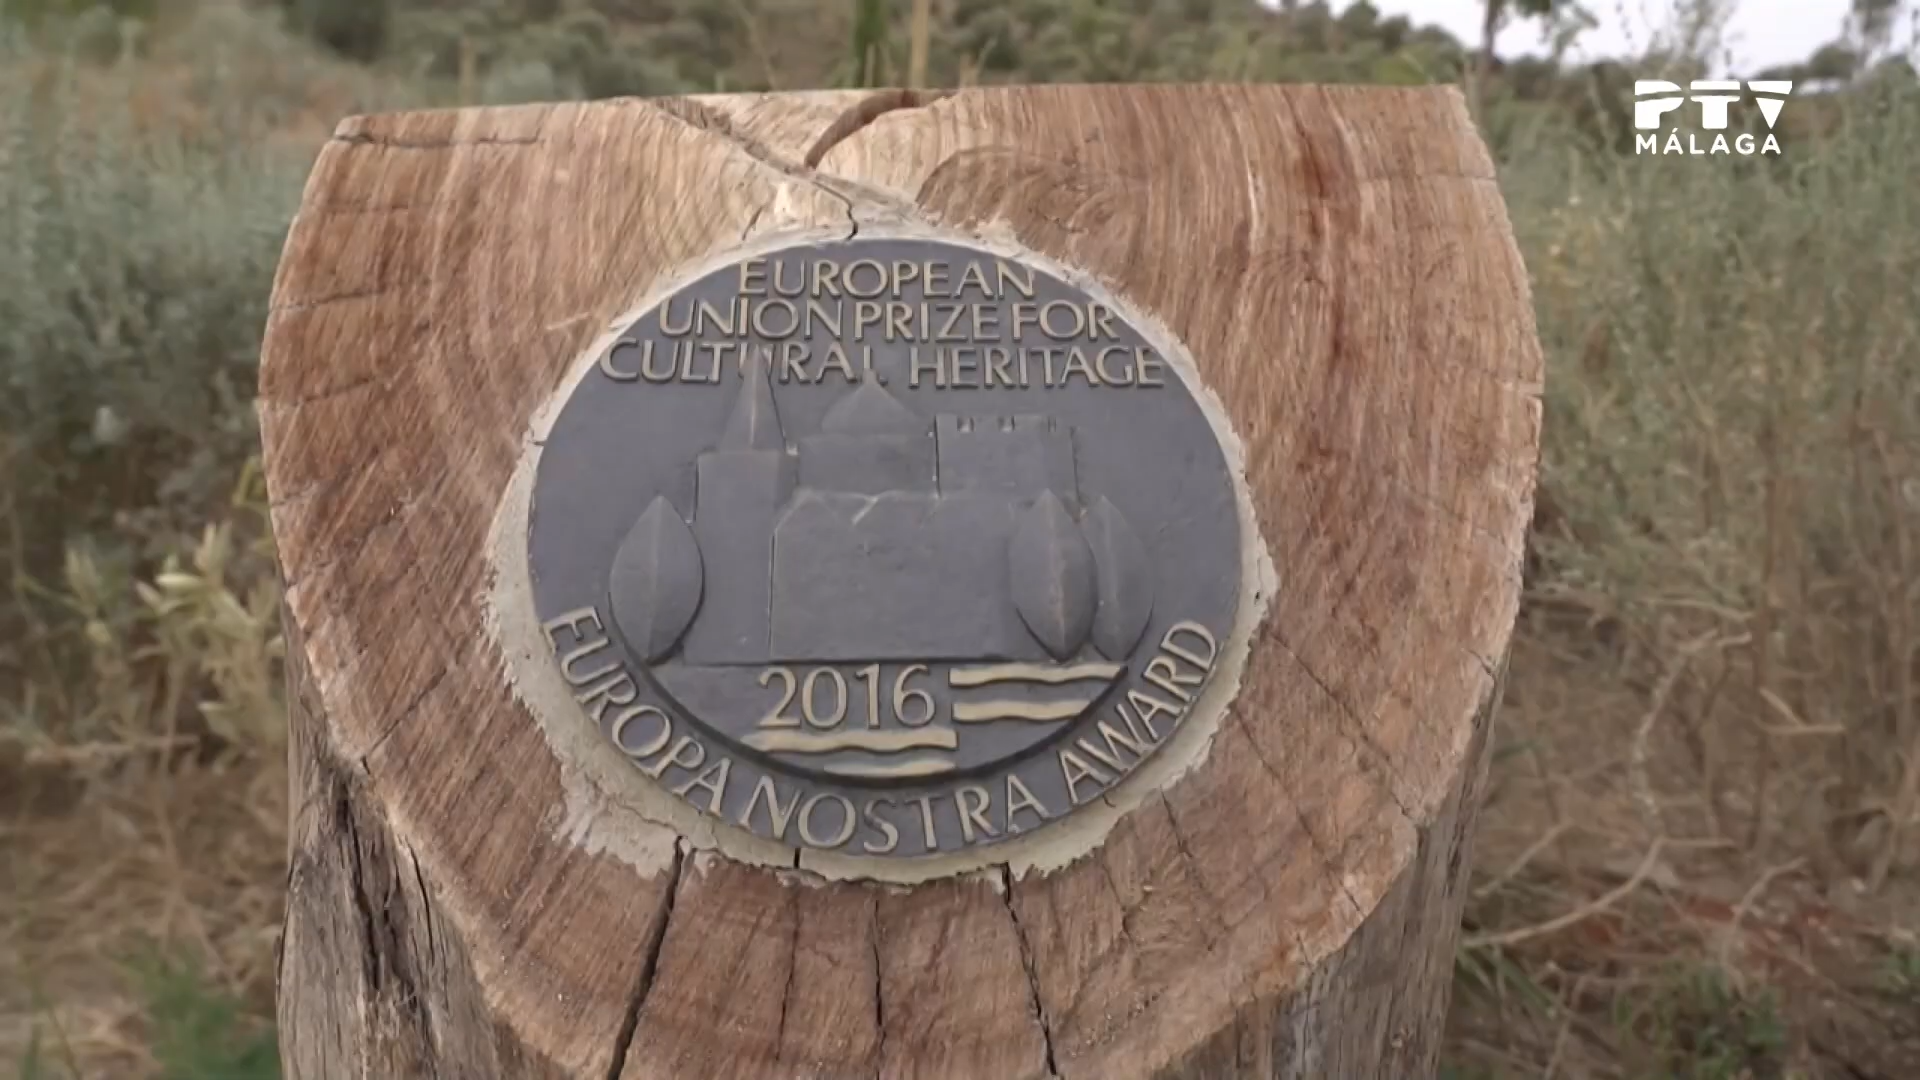 PTV
MÁLAGA
EUROPEAN
UNION PRIZE FOR
CULTURAL HERITAGE
2016
EUROPA NOSTRA AWARD